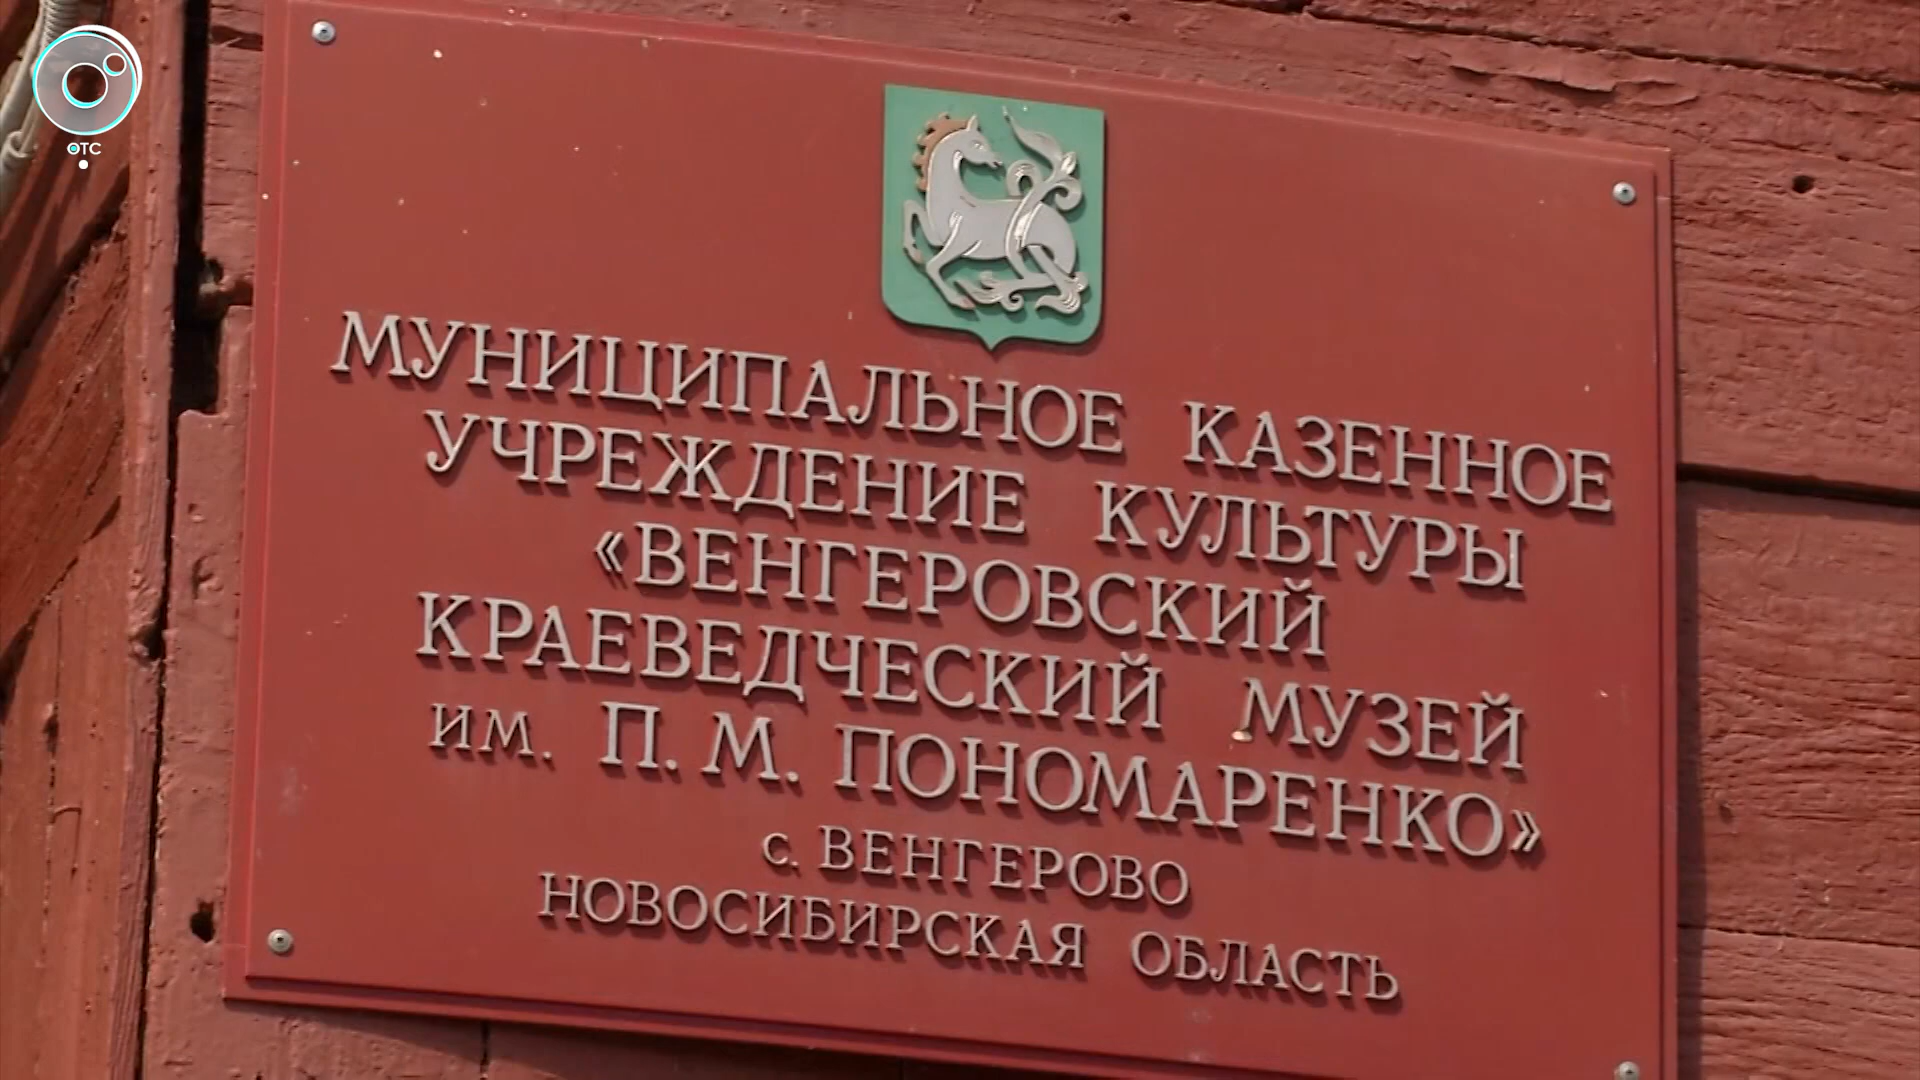 ОТС
МУНИЦИПАЛЬНОЕ КАЗЕННОЕ
УЧРЕЖДЕНИЕ КУЛЬТУРЫ
«ВЕНГЕРОВСКИЙ
КРАЕВЕДЧЕСКИЙ МУЗЕЙ
им. П. М. ПОНОМАРЕНКО»
с. ВЕНГЕРОВО
НОВОСИБИРСКАЯ ОБЛАСТЬ